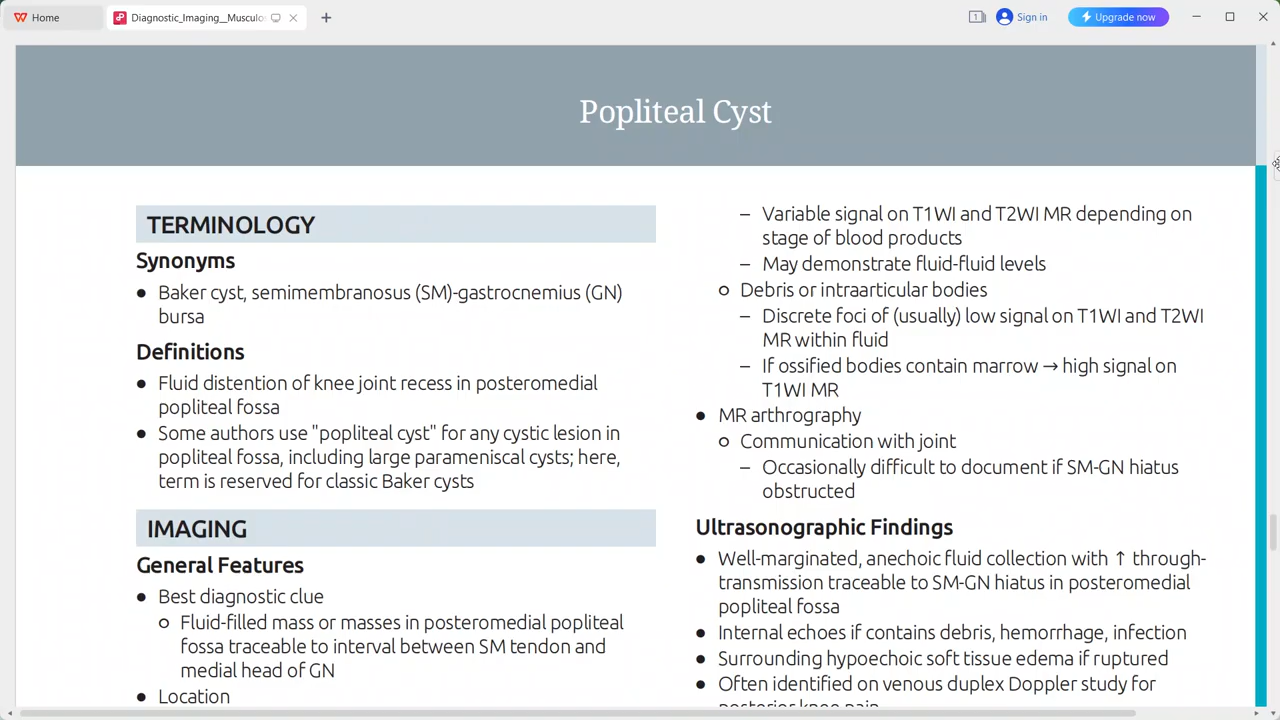 Home
Diagnostic_Imaging__Musculos
1
Sign in
Upgrade now
Popliteal Cyst
TERMINOLOGY
Synonyms
● Baker cyst, semimembranosus (SM)-gastrocnemius (GN)
bursa
Definitions
● Fluid distention of knee joint recess in posteromedial
popliteal fossa
● Some authors use "popliteal cyst" for any cystic lesion in
popliteal fossa, including large parameniscal cysts; here,
term is reserved for classic Baker cysts
IMAGING
General Features
● Best diagnostic clue
○ Fluid-filled mass or masses in posteromedial popliteal
fossa traceable to interval between SM tendon and
medial head of GN
● Location
– Variable signal on T1WI and T2WI MR depending on
stage of blood products
– May demonstrate fluid-fluid levels
○ Debris or intraarticular bodies
– Discrete foci of (usually) low signal on T1WI and T2WI
MR within fluid
– If ossified bodies contain marrow → high signal on
T1WI MR
● MR arthrography
○ Communication with joint
– Occasionally difficult to document if SM-GN hiatus
obstructed
Ultrasonographic Findings
● Well-marginated, anechoic fluid collection with ↑ through-
transmission traceable to SM-GN hiatus in posteromedial
popliteal fossa
● Internal echoes if contains debris, hemorrhage, infection
● Surrounding hypoechoic soft tissue edema if ruptured
● Often identified on venous duplex Doppler study for
posterior knee pain